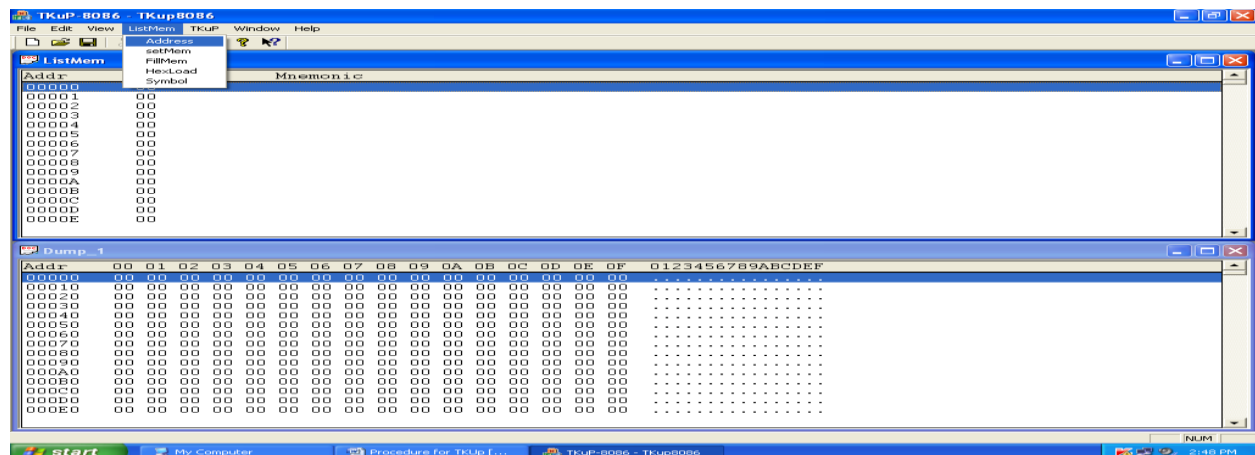 TKuP-8086 - TKup8086
File Edit View ListMem TKuP Window Help
Address
setMem
FillMem
HexLoad
Symbol
ListMem
Addr Mnemonic
00000 00
00001 00
00002 00
00003 00
00004 00
00005 00
00006 00
00007 00
00008 00
00009 00
0000A 00
0000B 00
0000C 00
0000D 00
0000E 00
Dump_1
Addr 00 01 02 03 04 05 06 07 08 09 0A 0B 0C 0D 0E 0F 0123456789ABCDEF
00000 00 00 00 00 00 00 00 00 00 00 00 00 00 00 00 00 ................
00010 00 00 00 00 00 00 00 00 00 00 00 00 00 00 00 00 ................
00020 00 00 00 00 00 00 00 00 00 00 00 00 00 00 00 00 ................
00030 00 00 00 00 00 00 00 00 00 00 00 00 00 00 00 00 ................
00040 00 00 00 00 00 00 00 00 00 00 00 00 00 00 00 00 ................
00050 00 00 00 00 00 00 00 00 00 00 00 00 00 00 00 00 ................
00060 00 00 00 00 00 00 00 00 00 00 00 00 00 00 00 00 ................
00070 00 00 00 00 00 00 00 00 00 00 00 00 00 00 00 00 ................
00080 00 00 00 00 00 00 00 00 00 00 00 00 00 00 00 00 ................
00090 00 00 00 00 00 00 00 00 00 00 00 00 00 00 00 00 ................
000A0 00 00 00 00 00 00 00 00 00 00 00 00 00 00 00 00 ................
000B0 00 00 00 00 00 00 00 00 00 00 00 00 00 00 00 00 ................
000C0 00 00 00 00 00 00 00 00 00 00 00 00 00 00 00 00 ................
000D0 00 00 00 00 00 00 00 00 00 00 00 00 00 00 00 00 ................
000E0 00 00 00 00 00 00 00 00 00 00 00 00 00 00 00 00 ................
NUM
start My Computer Procedure for TKUp [... TKuP-8086 - TKup8086 2:48 PM